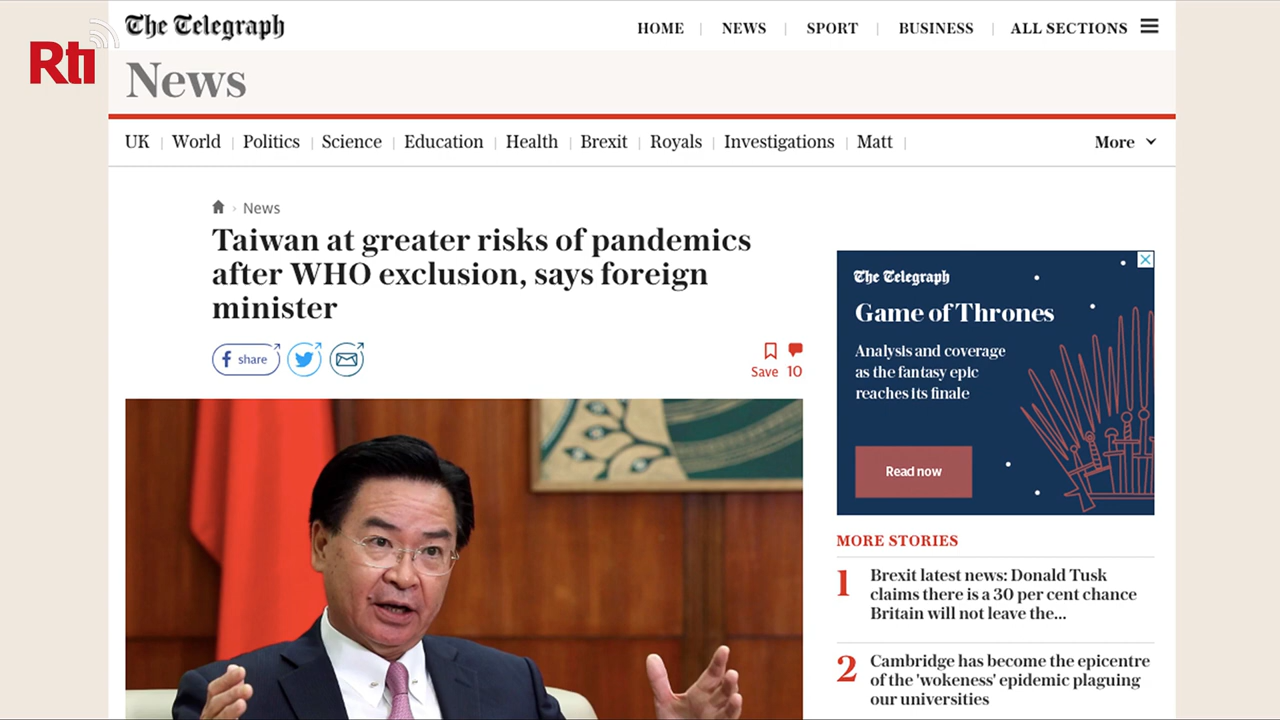 Rti
The Telegraph
HOME
NEWS
SPORT
BUSINESS
ALL SECTIONS
News
UK
World
Politics
Science
Education
Health
Brexit
Royals
Investigations
Matt
More
News
Taiwan at greater risks of pandemics
after WHO exclusion, says foreign
minister
share
Save 10
The Telegraph
Game of Thrones
Analysis and coverage
as the fantasy epic
reaches its finale
Read now
MORE STORIES
1
Brexit latest news: Donald Tusk
claims there is a 30 per cent chance
Britain will not leave the...
2
Cambridge has become the epicentre
of the 'wokeness' epidemic plaguing
our universities